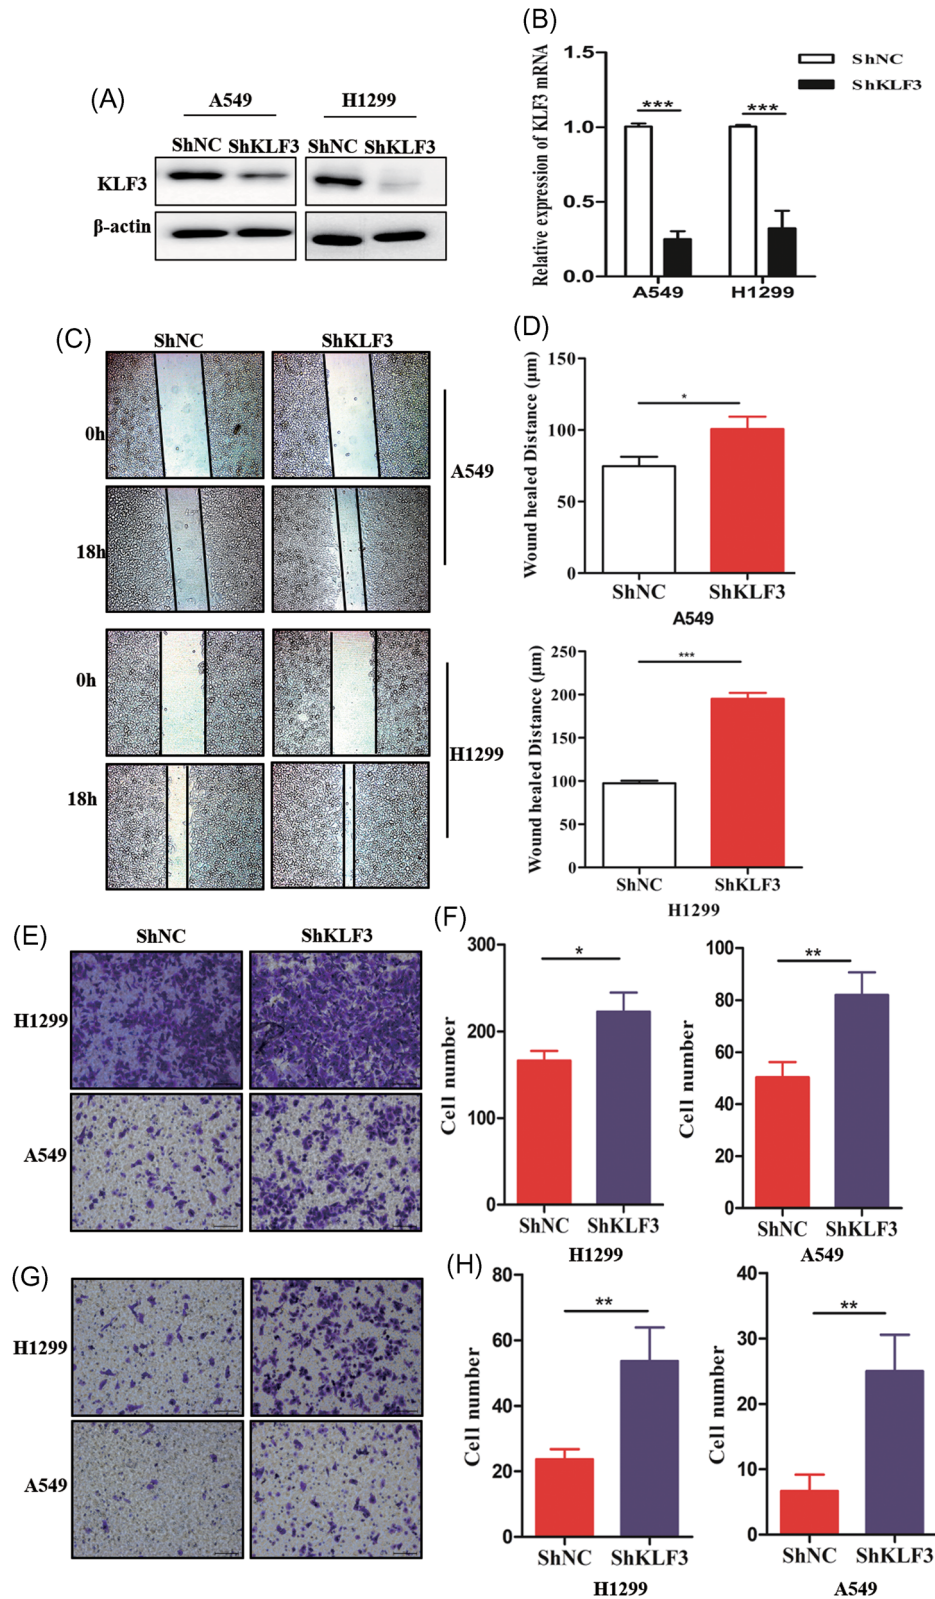 (A)
A549 H1299
ShNC ShKLF3 ShNC ShKLF3
KLF3
β-actin
(B)
Relative expression of KLF3 mRNA
1.5
1.0
0.5
0.0
ShNC
ShKLF3
*** ***
A549 H1299
(C)
ShNC ShKLF3
0h
18h
A549
0h
18h
H1299
(D)
Wound healed Distance (μm)
150
100
50
0
*
ShNC ShKLF3
A549
Wound healed Distance (μm)
250
200
150
100
50
0
***
ShNC ShKLF3
H1299
(E)
ShNC ShKLF3
H1299
A549
(F)
Cell number
300
200
100
0
*
ShNC ShKLF3
H1299
Cell number
100
80
60
40
20
0
**
ShNC ShKLF3
A549
(G)
H1299
A549
(H)
Cell number
80
60
40
20
0
**
ShNC ShKLF3
H1299
Cell number
40
30
20
10
0
**
ShNC ShKLF3
A549